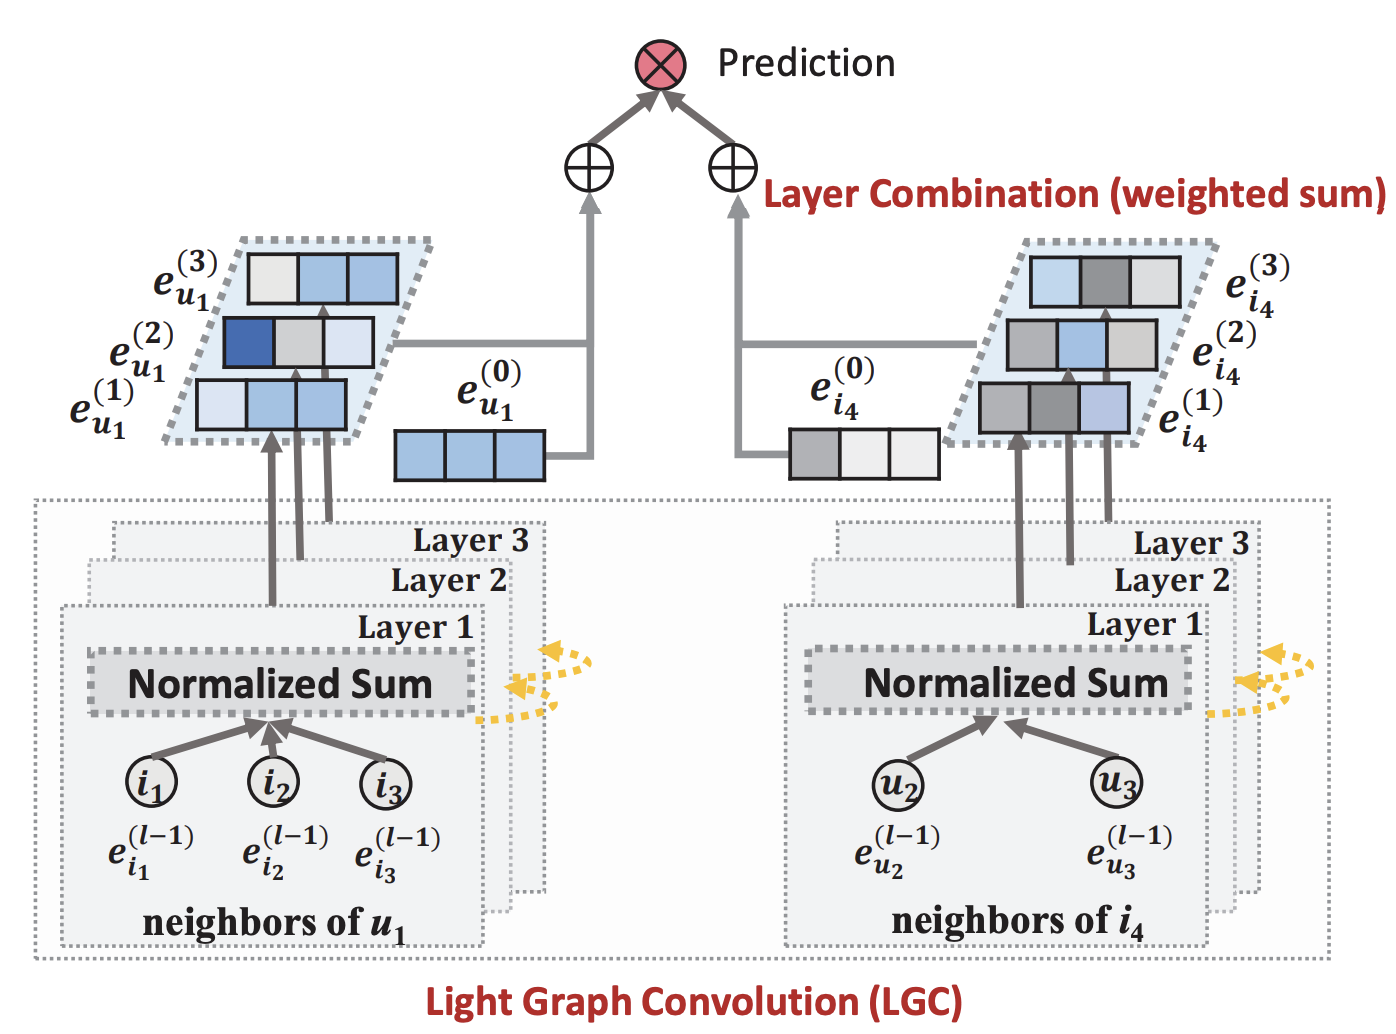 Prediction
Layer Combination (weighted sum)
e_{u_1}^{(3)}
e_{u_1}^{(2)}
e_{u_1}^{(1)}
e_{u_1}^{(0)}
e_{i_4}^{(0)}
e_{i_4}^{(3)}
e_{i_4}^{(2)}
e_{i_4}^{(1)}
Layer 3
Layer 2
Layer 1
Normalized Sum
i_1 i_2 i_3
e_{i_1}^{(l-1)} e_{i_2}^{(l-1)} e_{i_3}^{(l-1)}
neighbors of u_1
Layer 3
Layer 2
Layer 1
Normalized Sum
u_2 u_3
e_{u_2}^{(l-1)} e_{u_3}^{(l-1)}
neighbors of i_4
Light Graph Convolution (LGC)